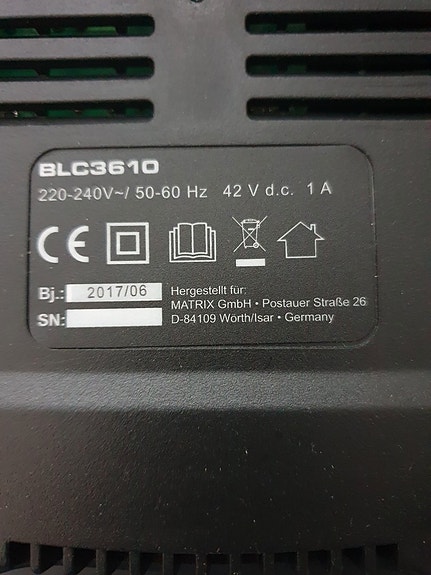 BLC3610
220-240V~/ 50-60 Hz 42 V d.c. 1 A
CE
Bj.: 2017/06
SN:
Hergestellt für:
MATRIX GmbH • Postauer Straße 26
D-84109 Wörth/Isar • Germany